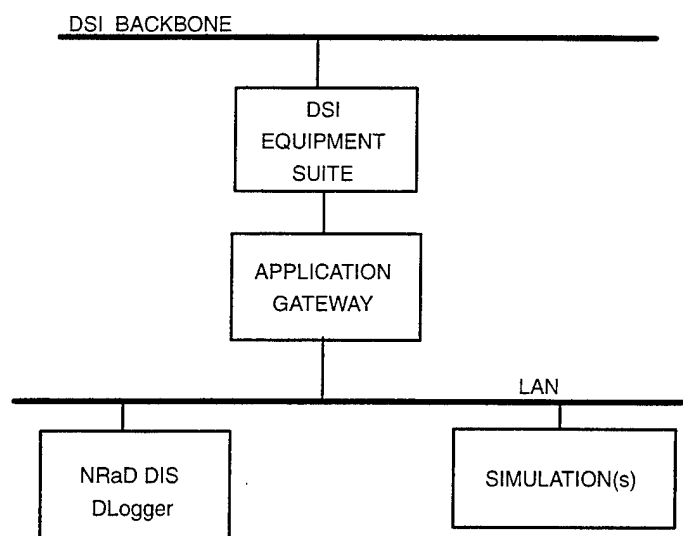 DSI BACKBONE
DSI
EQUIPMENT
SUITE
APPLICATION
GATEWAY
LAN
NRaD DIS
DLogger
SIMULATION(s)